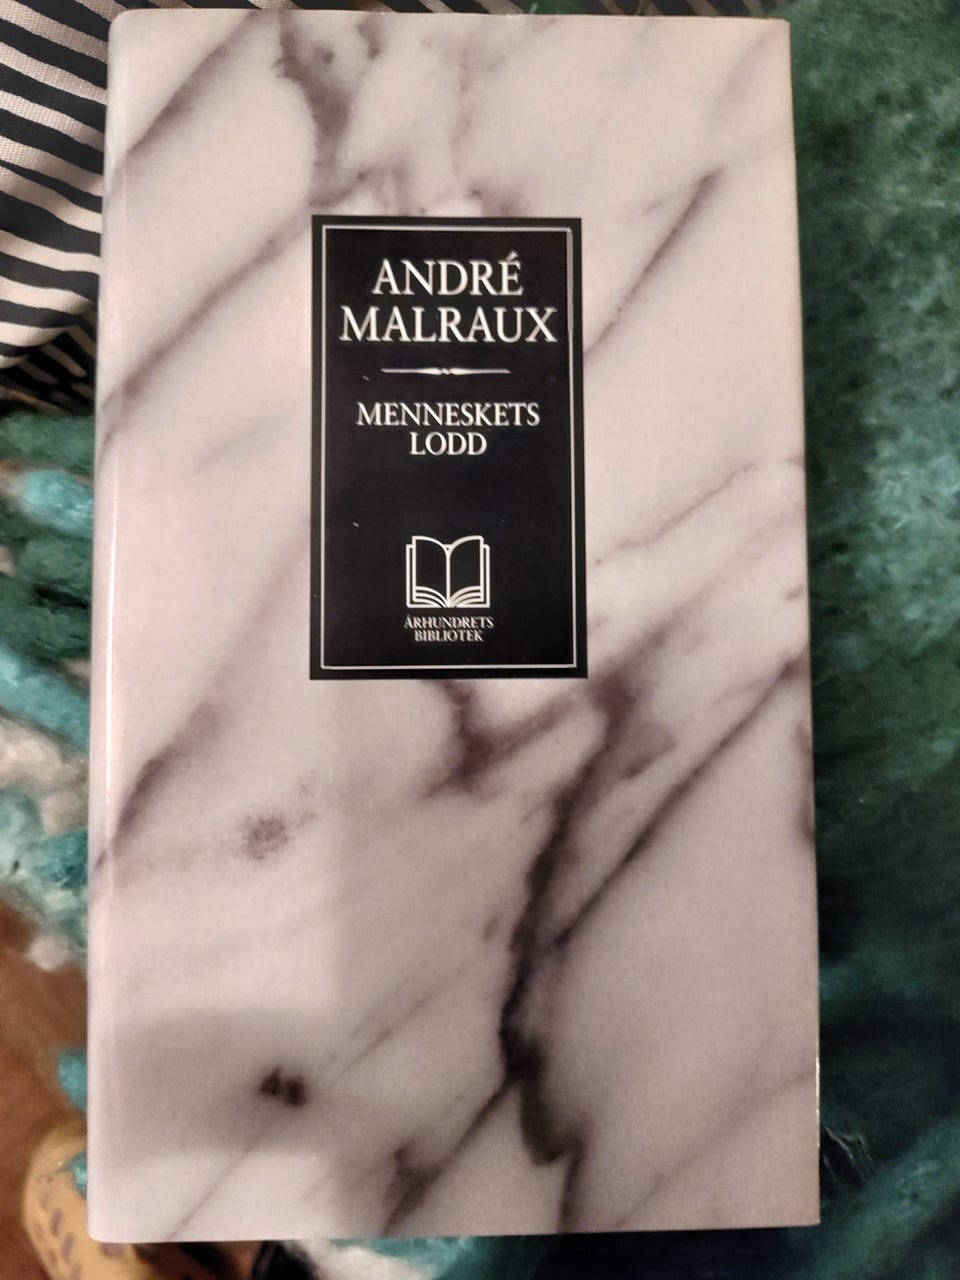 ANDRÉ
MALRAUX
MENNESKETS
LODD
ÅRHUNDRETS
BIBLIOTEK